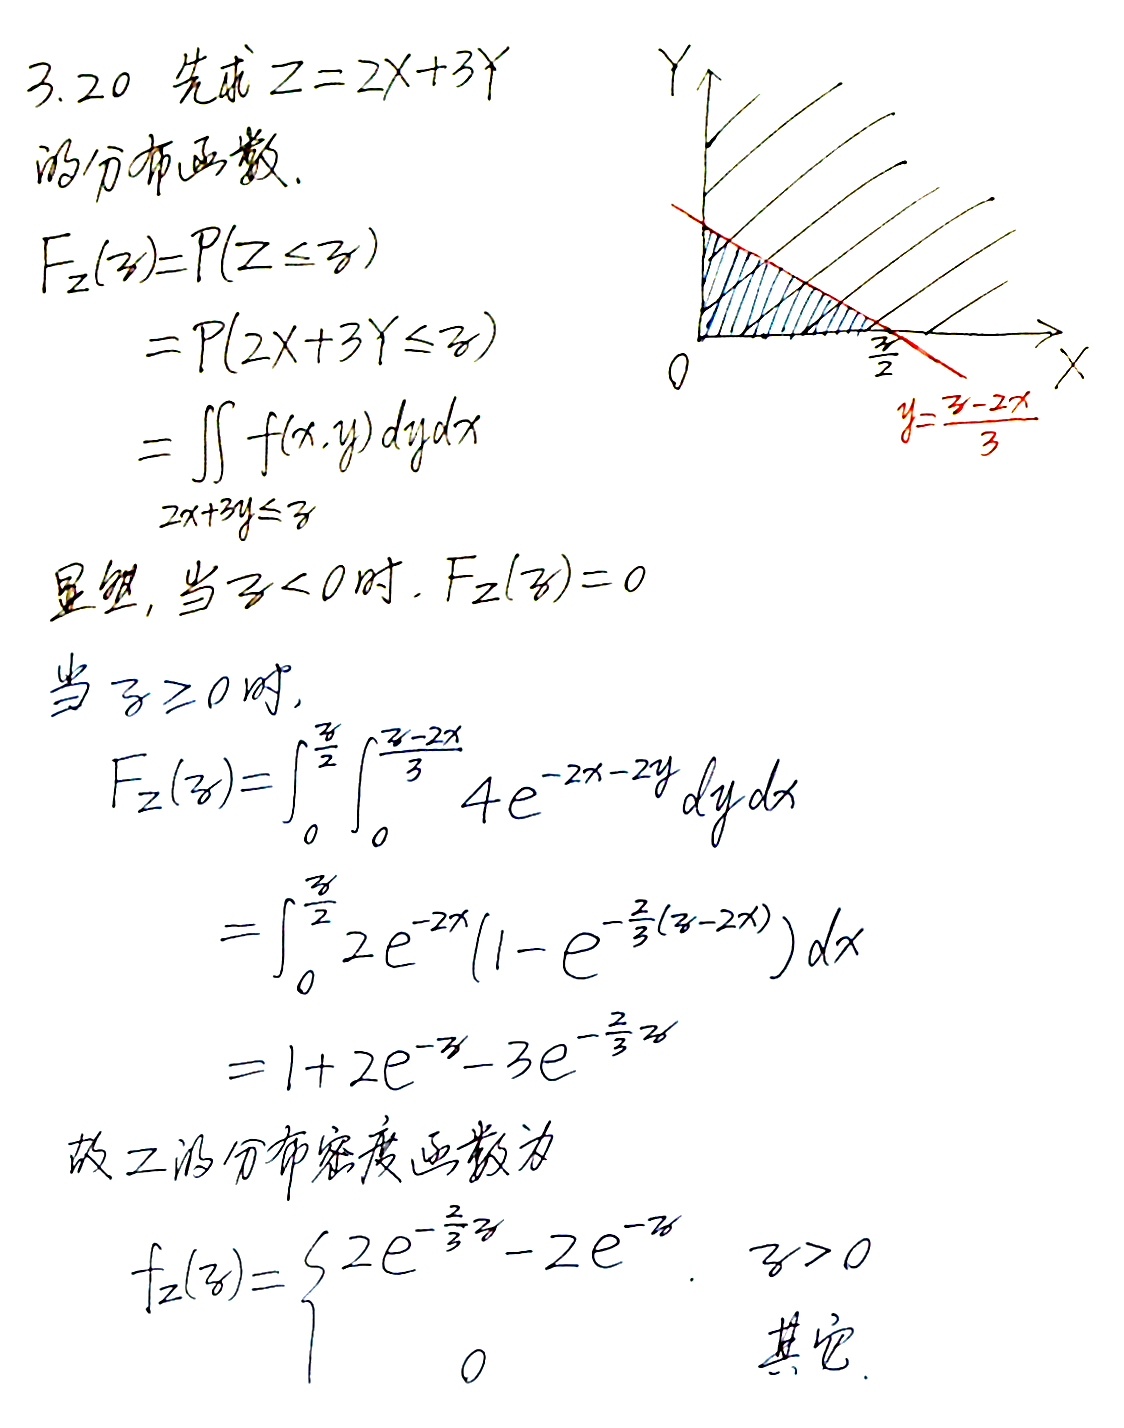 3.20 先求 Z=2X+3Y
的分布函数.
F_Z(z)=P(Z≤z)
=P(2X+3Y≤z)
=∬ f(x,y)dydx
2x+3y≤z
显然, 当z<0时. F_Z(z)=0
当z≥0时,
F_Z(z)=∫_0^{z/2} ∫_0^{(z-2x)/3} 4e^{-2x-2y}dydx
=∫_0^{z/2} 2e^{-2x}(1-e^{-2/3(z-2x)})dx
=1+2e^{-z}-3e^{-2/3z}
故Z的分布密度函数为
f_Z(z)={2e^{-2/3z}-2e^{-z}. z>0
0 其它.
Y
0
z/2
X
y=(z-2x)/3